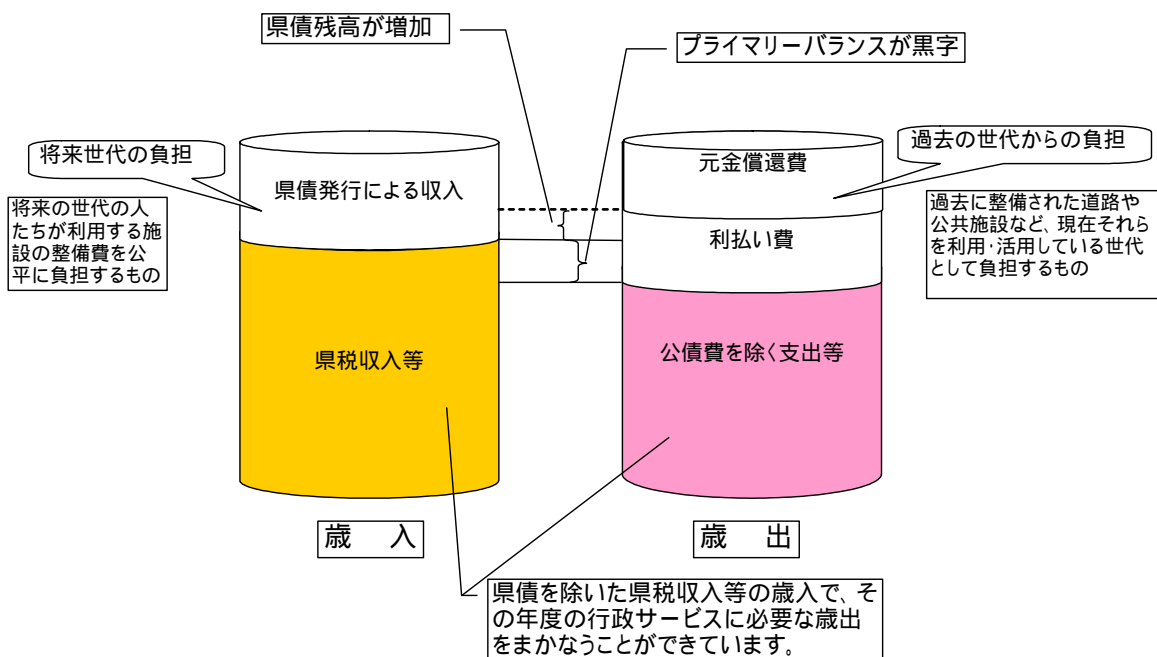 県債残高が増加
プライマリーバランスが黒字
将来世代の負担
将来の世代の人
たちが利用する施
設の整備費を公
平に負担するもの
県債発行による収入
県税収入等
元金償還費
利払い費
公債費を除く支出等
過去の世代からの負担
過去に整備された道路や
公共施設など、現在それら
を利用・活用している世代
として負担するもの
歳 入
歳 出
県債を除いた県税収入等の歳入で、そ
の年度の行政サービスに必要な歳出
をまかなうことができています。